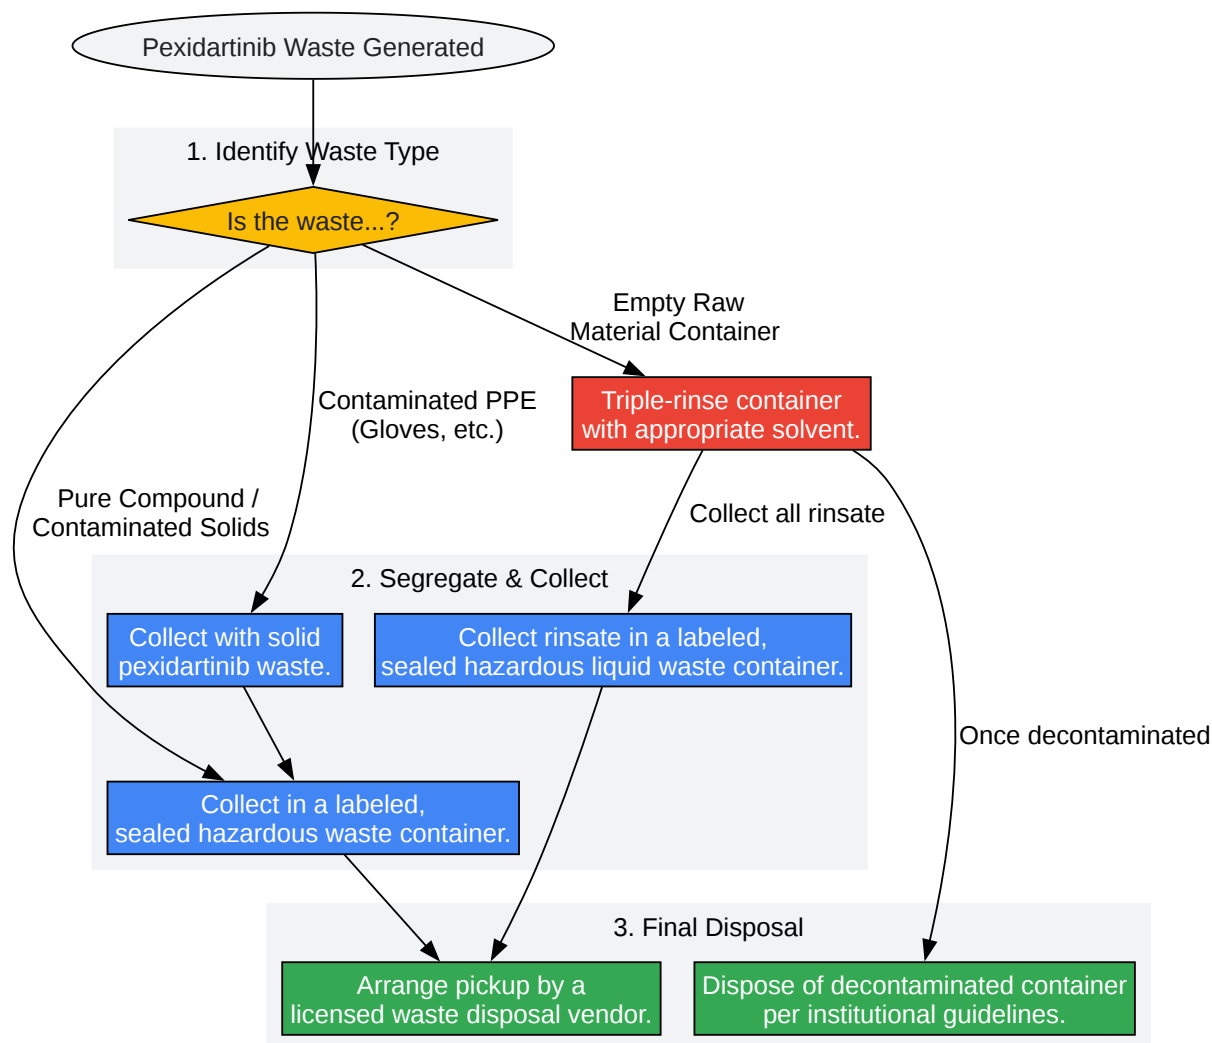 Pexidartinib Waste Generated
1. Identify Waste Type
Is the waste...?
Empty Raw
Material Container
Triple-rinse container
with appropriate solvent.
Contaminated PPE
(Gloves, etc.)
Pure Compound /
Contaminated Solids
Collect all rinsate
2. Segregate & Collect
Collect with solid
pexidartinib waste.
Collect rinsate in a labeled,
sealed hazardous liquid waste container.
Once decontaminated
Collect in a labeled,
sealed hazardous waste container.
3. Final Disposal
Arrange pickup by a
licensed waste disposal vendor.
Dispose of decontaminated container
per institutional guidelines.